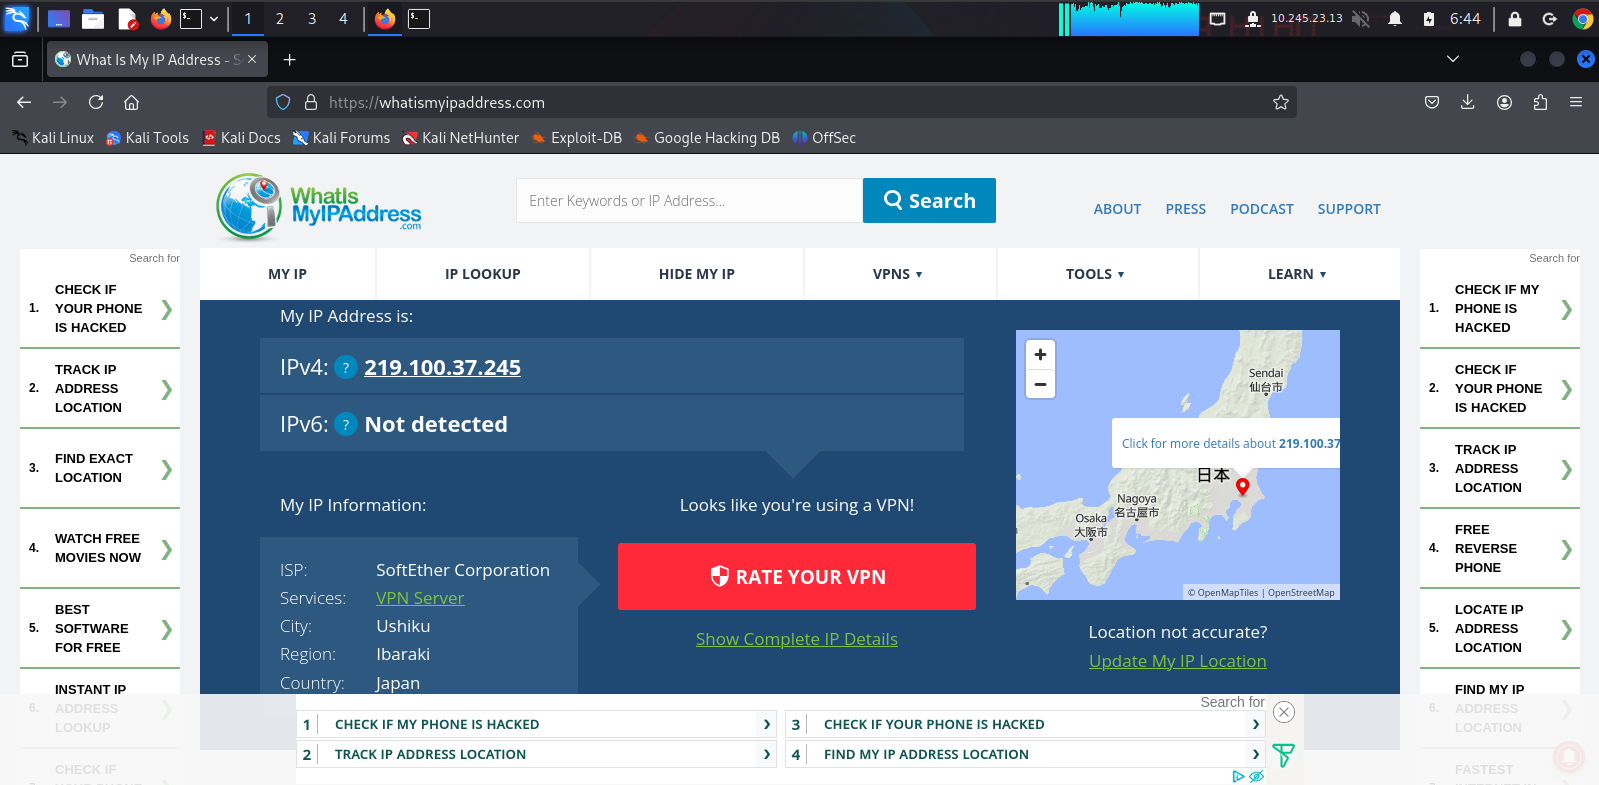 1 2 3 4
10.245.23.13
6:44
What Is My IP Address - S
https://whatismyipaddress.com
Kali Linux Kali Tools Kali Docs Kali Forums Kali NetHunter Exploit-DB Google Hacking DB OffSec
WhatIs
MyIPAddress
.com
Enter Keywords or IP Address...
Search
ABOUT PRESS PODCAST SUPPORT
MY IP IP LOOKUP HIDE MY IP VPNS ▾ TOOLS ▾ LEARN ▾
Search for
1. CHECK IF
YOUR PHONE
IS HACKED
2. TRACK IP
ADDRESS
LOCATION
3. FIND EXACT
LOCATION
4. WATCH FREE
MOVIES NOW
5. BEST
SOFTWARE
FOR FREE
6. INSTANT IP
ADDRESS
LOOKUP
CHECK IF
My IP Address is:
IPv4: ? 219.100.37.245
IPv6: ? Not detected
My IP Information:
ISP: SoftEther Corporation
Services: VPN Server
City: Ushiku
Region: Ibaraki
Country: Japan
Looks like you're using a VPN!
RATE YOUR VPN
Show Complete IP Details
+
−
Sendai
仙台市
Click for more details about 219.100.37
日本
Nagoya
名古屋市
Osaka
大阪市
© OpenMapTiles | OpenStreetMap
Location not accurate?
Update My IP Location
Search for
1. CHECK IF MY
PHONE IS
HACKED
2. CHECK IF
YOUR PHONE
IS HACKED
3. TRACK IP
ADDRESS
LOCATION
4. FREE
REVERSE
PHONE
5. LOCATE IP
ADDRESS
LOCATION
6. FIND MY IP
ADDRESS
LOCATION
FASTEST
Search for
1 CHECK IF MY PHONE IS HACKED
2 TRACK IP ADDRESS LOCATION
3 CHECK IF YOUR PHONE IS HACKED
4 FIND MY IP ADDRESS LOCATION